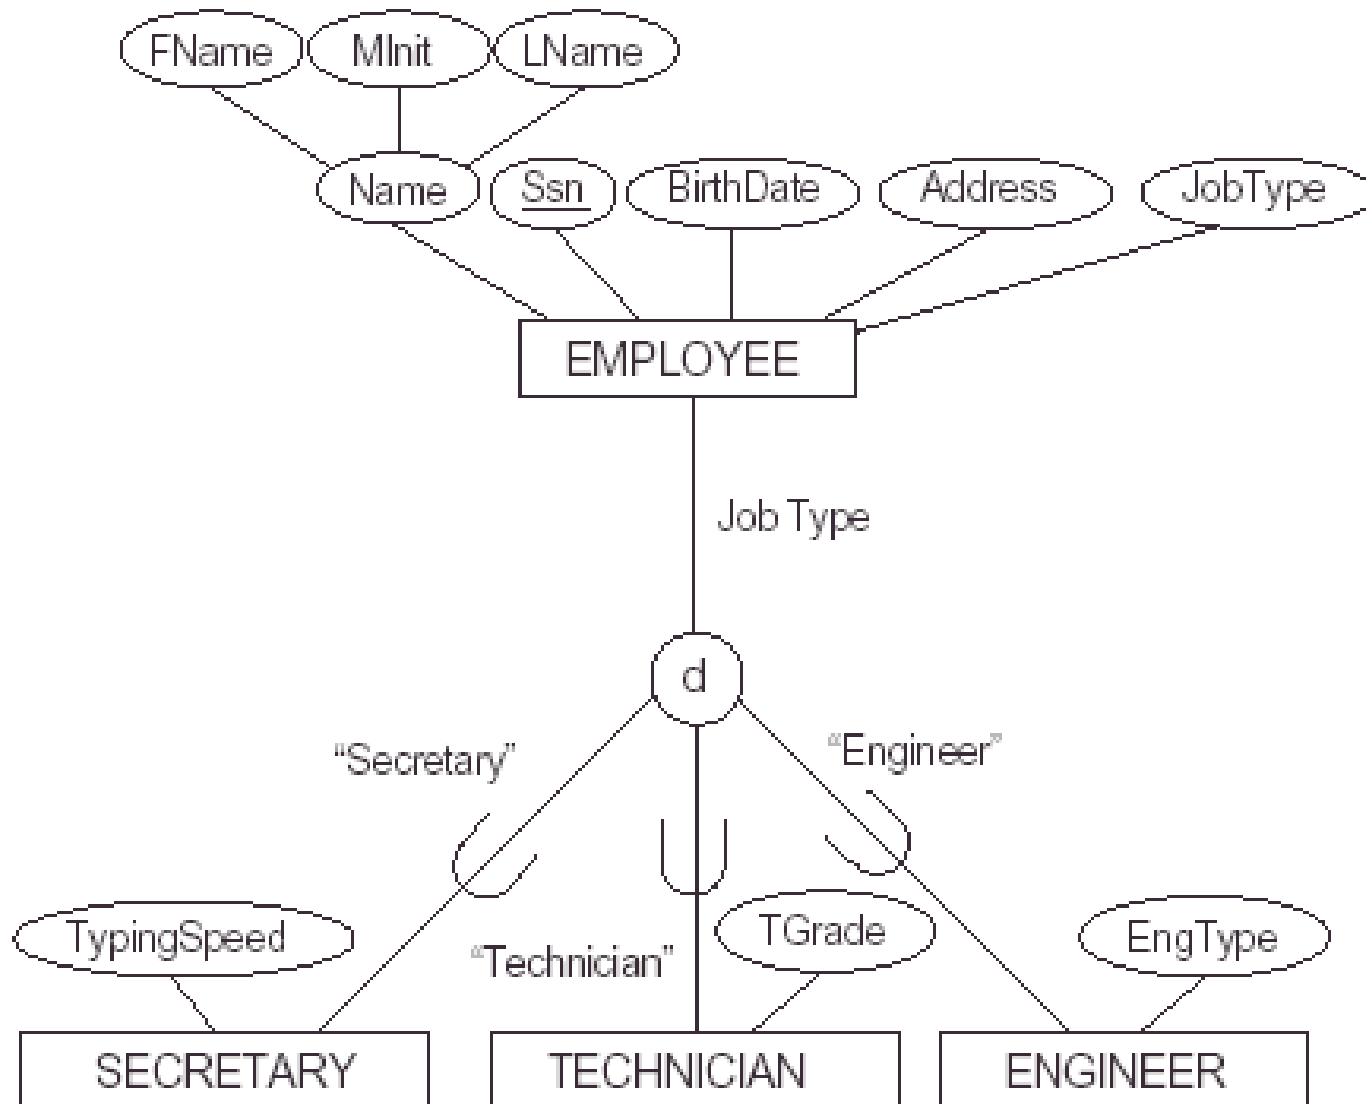 FName MInit LName
Name Ssn BirthDate Address JobType
EMPLOYEE
Job Type
d
“Secretary” “Engineer”
TypingSpeed “Technician” TGrade EngType
SECRETARY TECHNICIAN ENGINEER